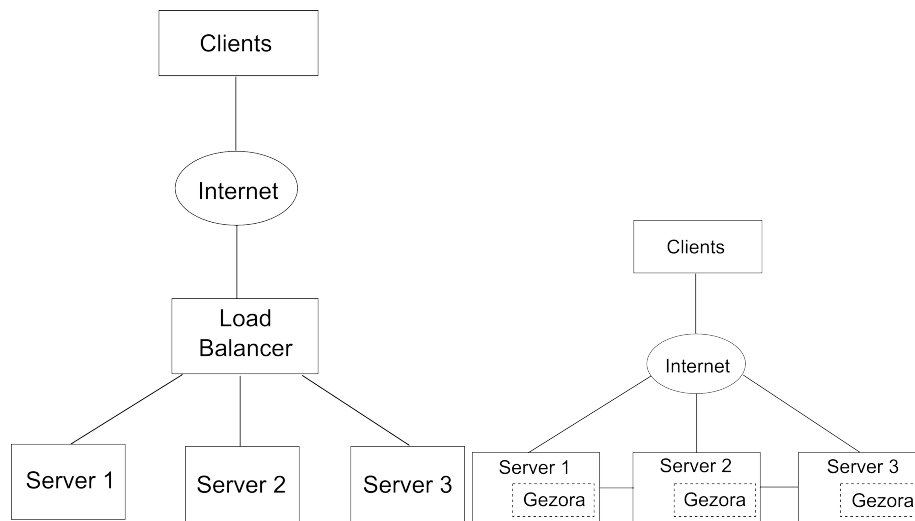 Clients
Internet
Load
Balancer
Server 1
Server 2
Server 3
Clients
Internet
Server 1
Gezora
Server 2
Gezora
Server 3
Gezora